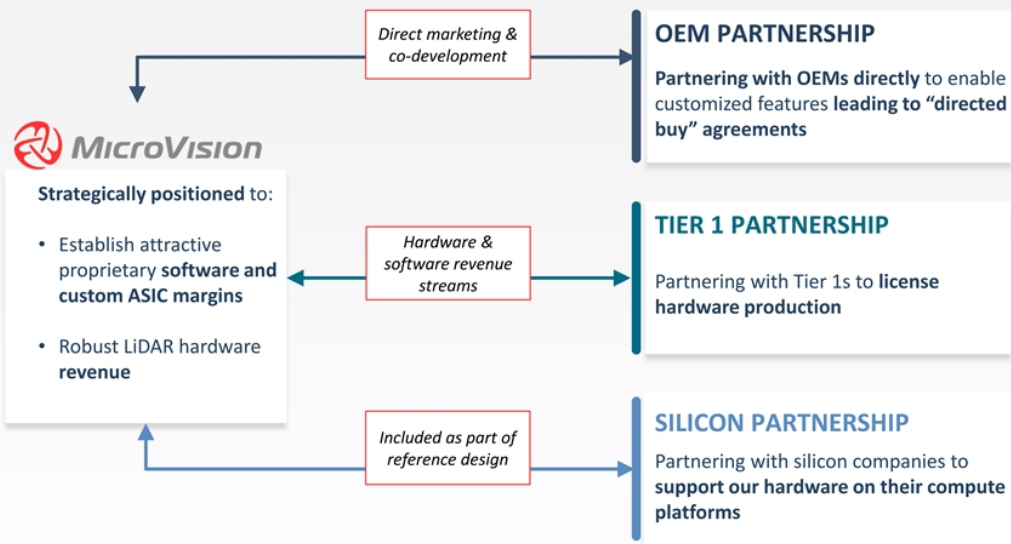 Direct marketing &
co-development
OEM PARTNERSHIP
Partnering with OEMs directly to enable
customized features leading to “directed
buy” agreements
MICROVISION
Strategically positioned to:
• Establish attractive
proprietary software and
custom ASIC margins
• Robust LiDAR hardware
revenue
Hardware &
software revenue
streams
TIER 1 PARTNERSHIP
Partnering with Tier 1s to license
hardware production
Included as part of
reference design
SILICON PARTNERSHIP
Partnering with silicon companies to
support our hardware on their compute
platforms